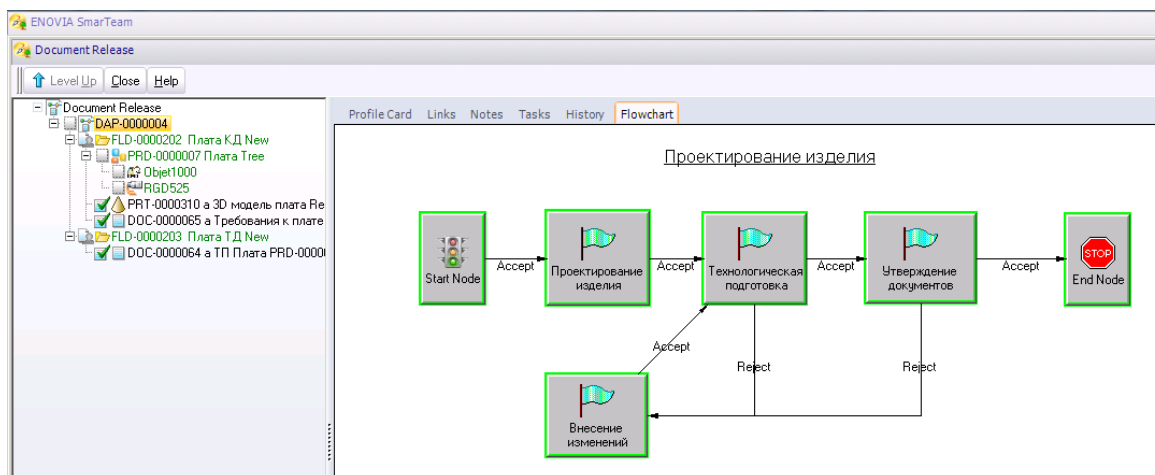 ENOVIA SmarTeam
Document Release
Level Up Close Help
Document Release
DAP-0000004
FLD-0000202 Плата КД New
PRD-0000007 Плата Tree
Objet1000
RGD525
PRT-0000310 a 3D модель плата Re
DOC-0000065 a Требования к плате
FLD-0000203 Плата ТД New
DOC-0000064 a ТП Плата PRD-0000
Profile Card Links Notes Tasks History Flowchart
Проектирование изделия
Start Node
Accept
Проектирование
изделия
Accept
Технологическая
подготовка
Accept
Утверждение
документов
Accept
STOP
End Node
Accept
Reject
Reject
Внесение
изменений